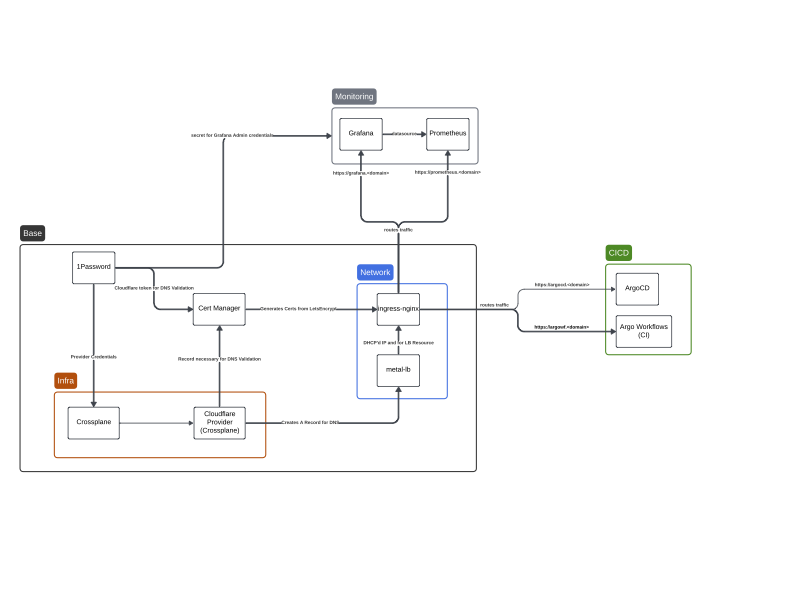 Monitoring
Grafana
datasource
Prometheus
secret for Grafana Admin credentials
https://grafana.<domain>
https://prometheus.<domain>
routes traffic
Base
1Password
Cloudflare token for DNS Validation
Cert Manager
Generates Certs from LetsEncrypt
Network
ingress-nginx
DHCP'd IP and for LB Resource
metal-lb
routes traffic
CICD
https://argocd.<domain>
ArgoCD
https://argowf.<domain>
Argo Workflows
(CI)
Provider Credentials
Record necessary for DNS Validation
Infra
Crossplane
Cloudflare
Provider
(Crossplane)
Creates A Record for DNS